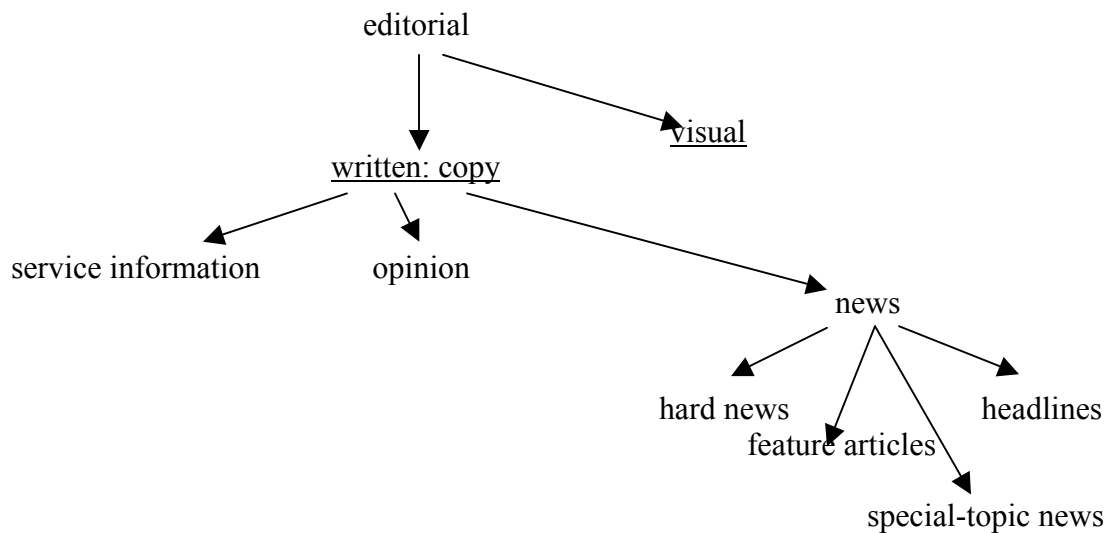 editorial
visual
written: copy
service information
opinion
news
hard news
headlines
feature articles
special-topic news